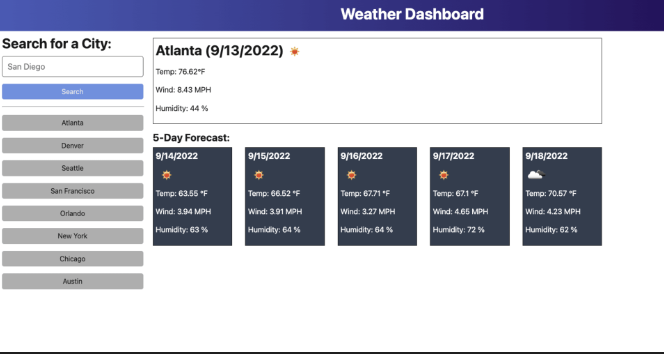 Weather Dashboard
Search for a City:
San Diego
Search
Atlanta
Denver
Seattle
San Francisco
Orlando
New York
Chicago
Austin
Atlanta (9/13/2022)
Temp: 76.62°F
Wind: 8.43 MPH
Humidity: 44 %
5-Day Forecast:
9/14/2022
Temp: 63.55 °F
Wind: 3.94 MPH
Humidity: 63 %
9/15/2022
Temp: 66.52 °F
Wind: 3.91 MPH
Humidity: 64 %
9/16/2022
Temp: 67.71 °F
Wind: 3.27 MPH
Humidity: 64 %
9/17/2022
Temp: 67.1 °F
Wind: 4.65 MPH
Humidity: 72 %
9/18/2022
Temp: 70.57 °F
Wind: 4.23 MPH
Humidity: 62 %